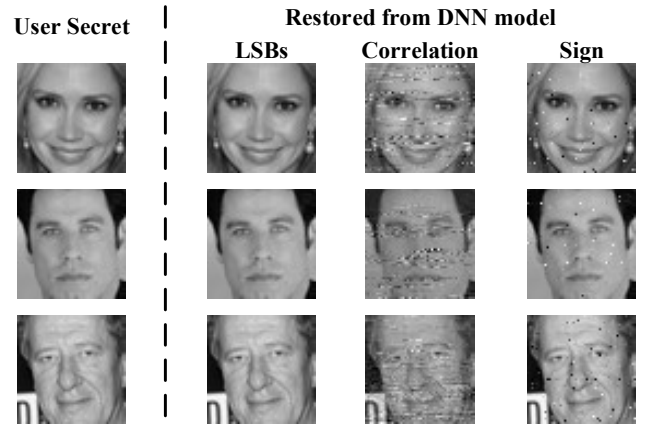 User Secret
Restored from DNN model
LSBs
Correlation
Sign